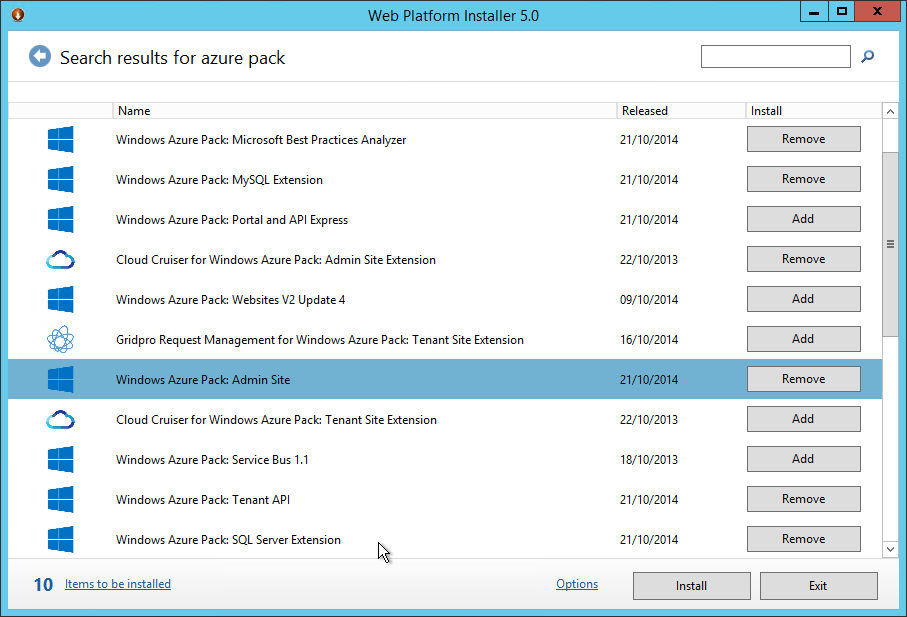 Web Platform Installer 5.0
Search results for azure pack
Name Released Install
Windows Azure Pack: Microsoft Best Practices Analyzer 21/10/2014 Remove
Windows Azure Pack: MySQL Extension 21/10/2014 Remove
Windows Azure Pack: Portal and API Express 21/10/2014 Add
Cloud Cruiser for Windows Azure Pack: Admin Site Extension 22/10/2013 Remove
Windows Azure Pack: Websites V2 Update 4 09/10/2014 Add
Gridpro Request Management for Windows Azure Pack: Tenant Site Extension 16/10/2014 Add
Windows Azure Pack: Admin Site 21/10/2014 Remove
Cloud Cruiser for Windows Azure Pack: Tenant Site Extension 22/10/2013 Add
Windows Azure Pack: Service Bus 1.1 18/10/2013 Add
Windows Azure Pack: Tenant API 21/10/2014 Remove
Windows Azure Pack: SQL Server Extension 21/10/2014 Remove
10 Items to be installed Options Install Exit